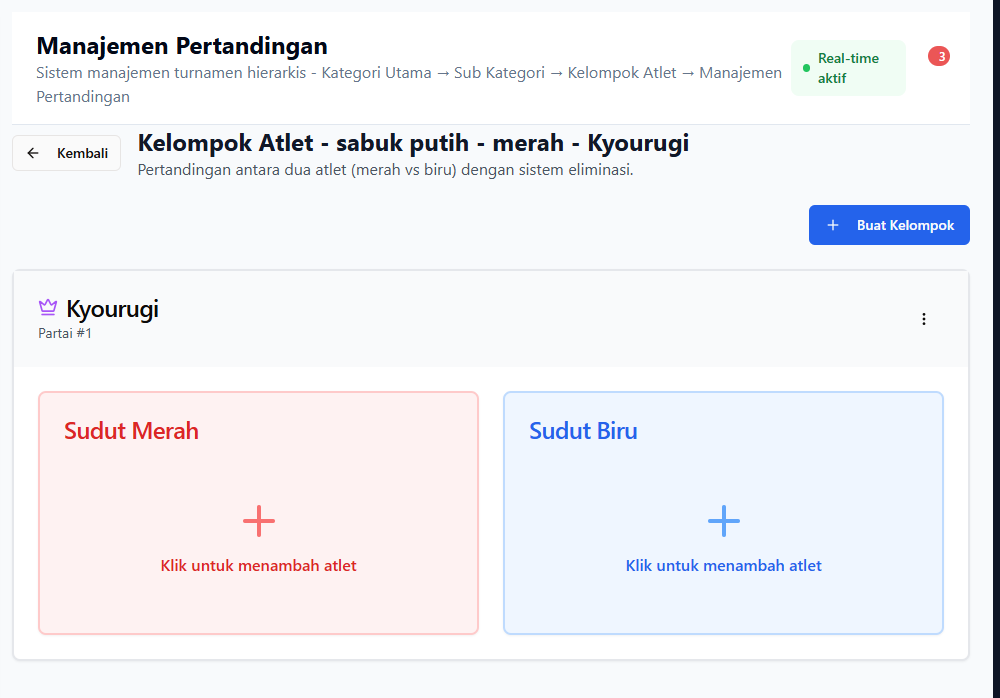 Manajemen Pertandingan
Sistem manajemen turnamen hierarkis - Kategori Utama → Sub Kategori → Kelompok Atlet → Manajemen
Pertandingan
Real-time
aktif
3
Kembali
Kelompok Atlet - sabuk putih - merah - Kyourugi
Pertandingan antara dua atlet (merah vs biru) dengan sistem eliminasi.
Buat Kelompok
Kyourugi
Partai #1
Sudut Merah
Klik untuk menambah atlet
Sudut Biru
Klik untuk menambah atlet